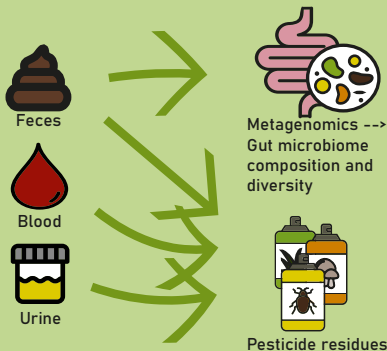 Feces
Metagenomics -->
Gut microbiome
composition and
diversity
Blood
Urine
Pesticide residues